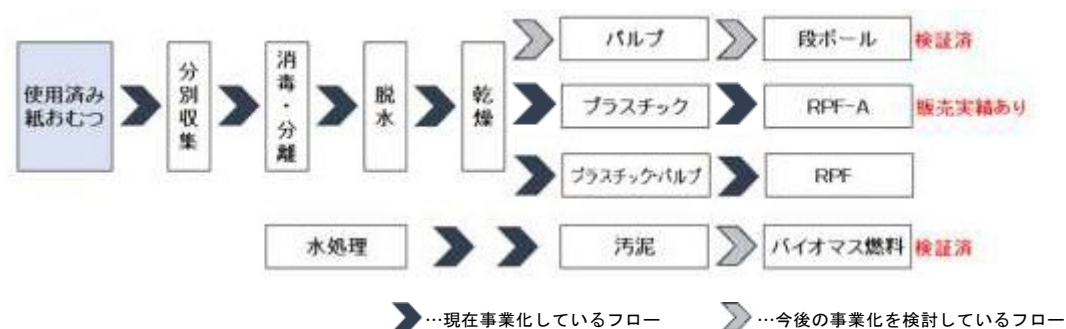 使用済み
紙おむつ
分別収集
消毒・分離
脱水
乾燥
パルプ
段ボール
検証済
プラスチック
RPF-A
販売実績あり
プラスチック・パルプ
RPF
水処理
汚泥
バイオマス燃料
検証済
…現在事業化しているフロー
…今後の事業化を検討しているフロー